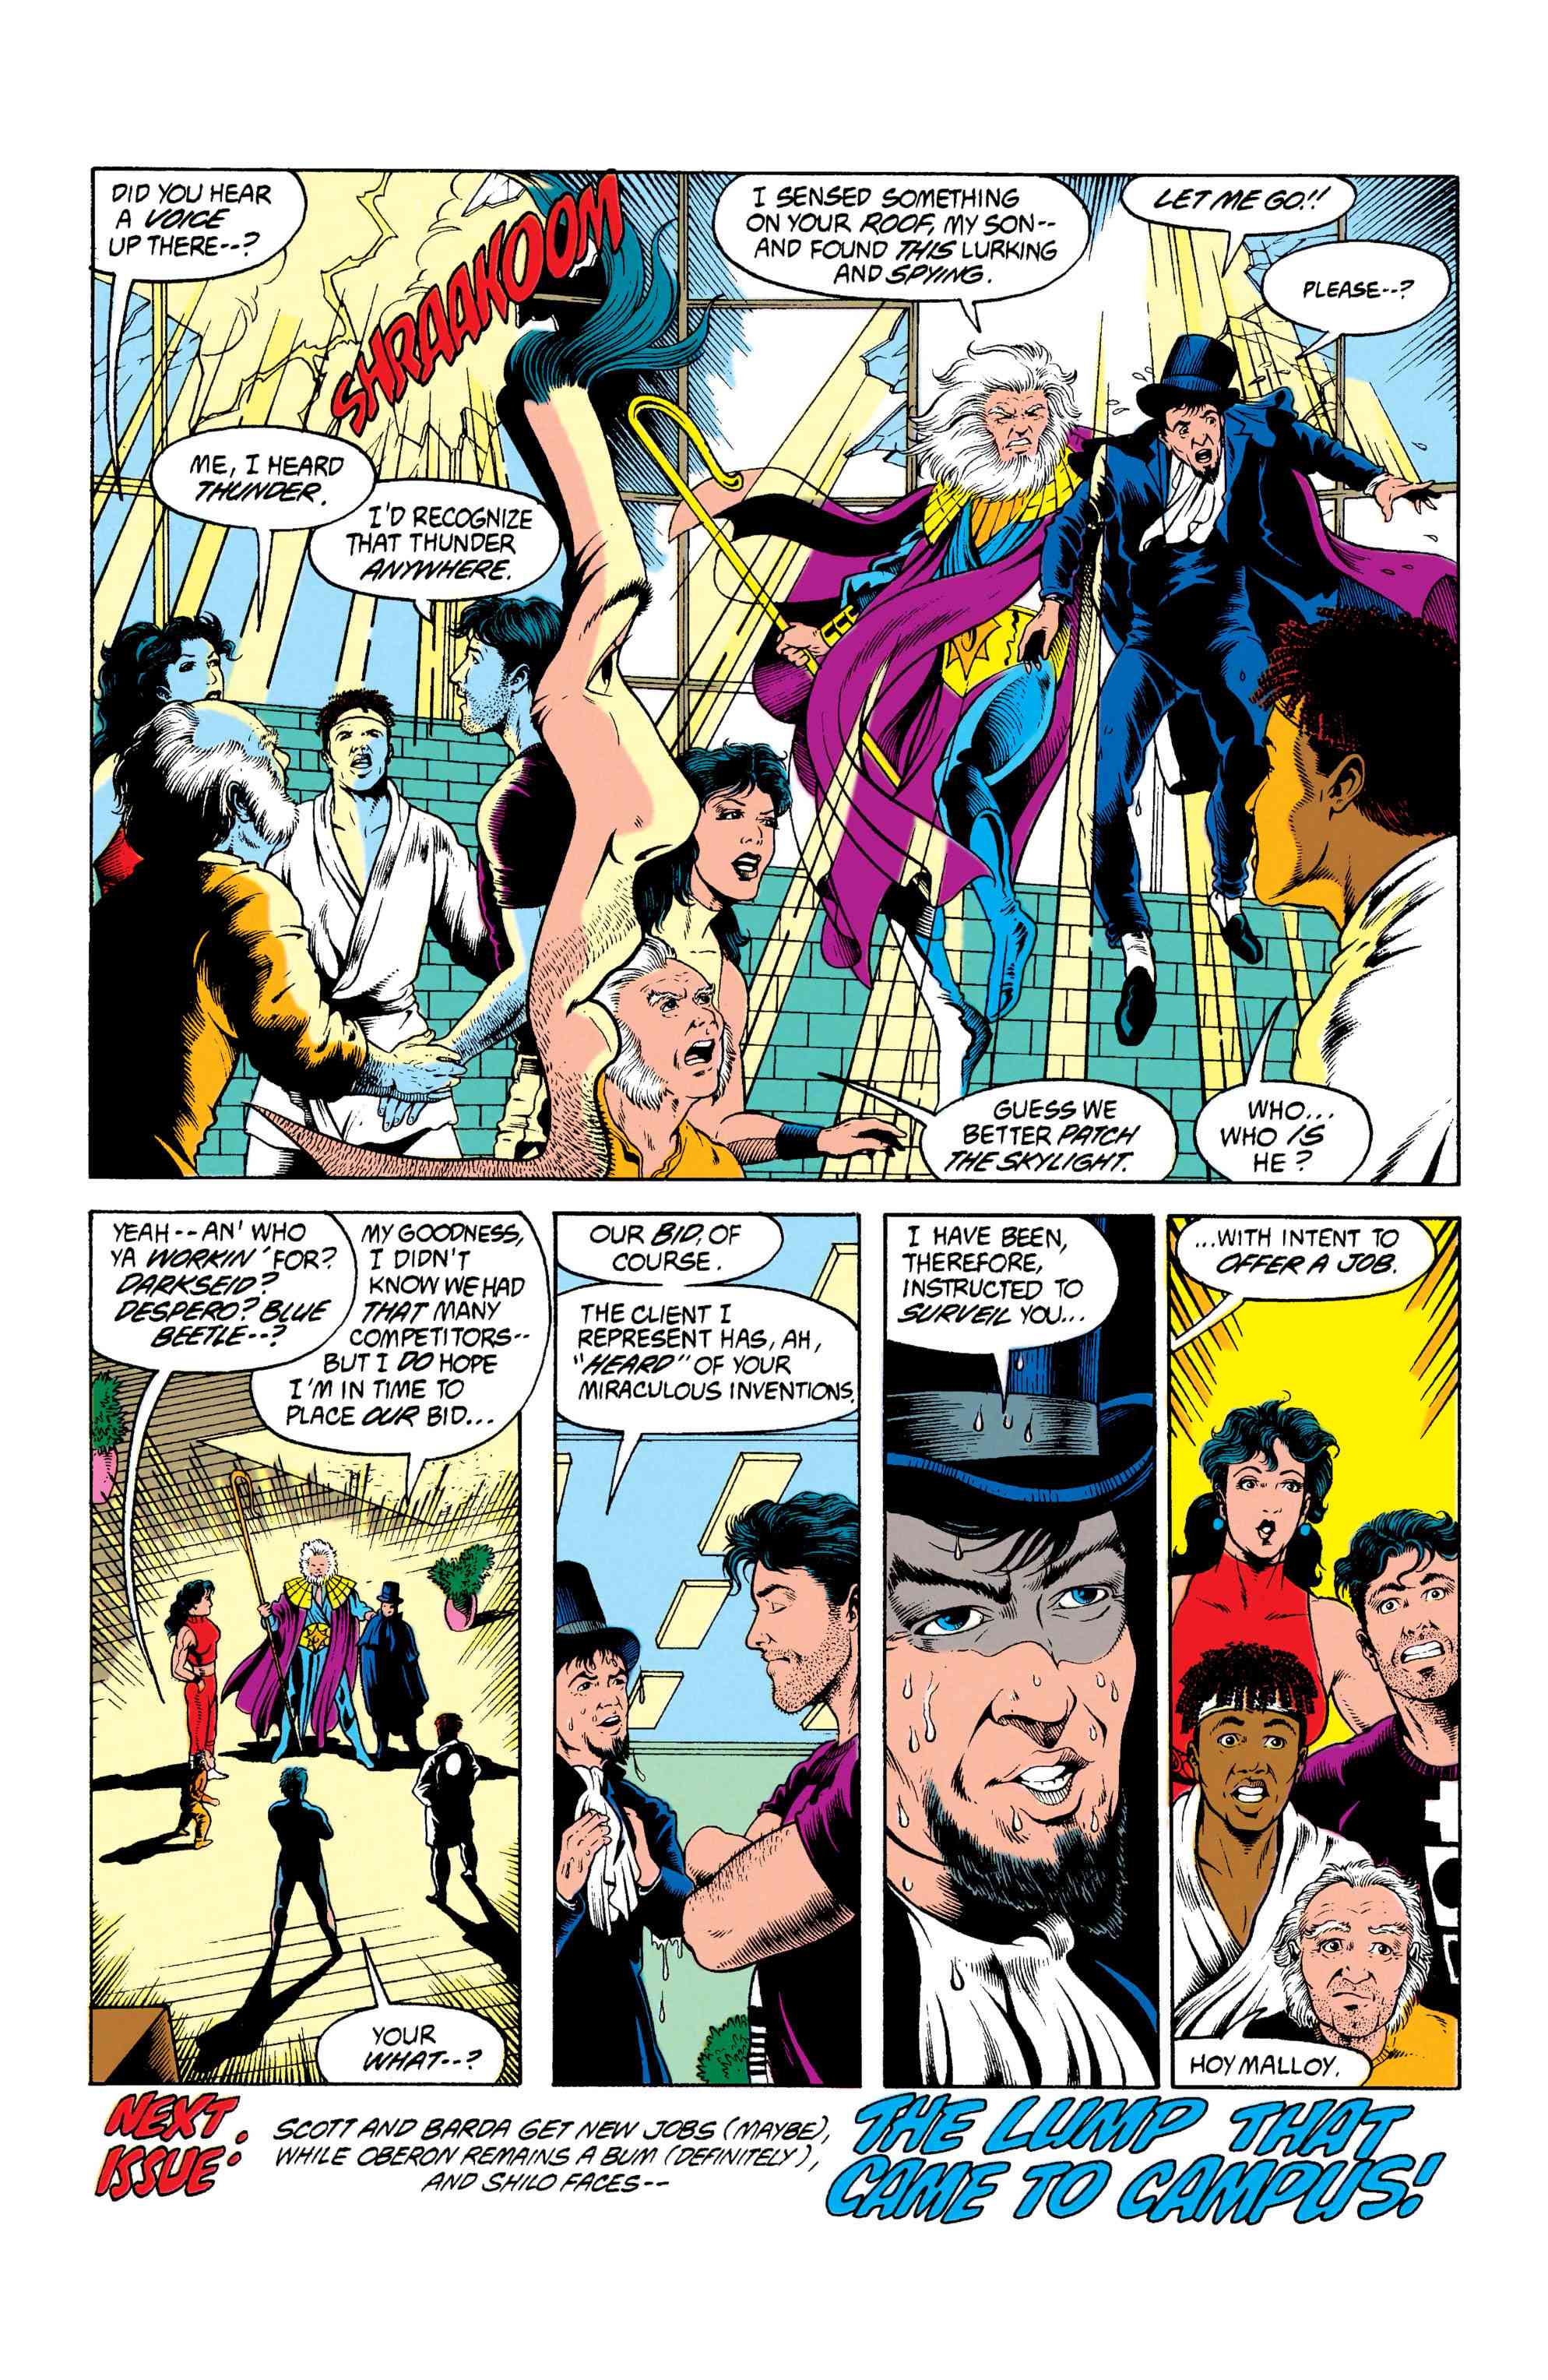 DID YOU HEAR
A VOICE
UP THERE--?
SHRAAKOOM
ME, I HEARD
THUNDER.
I'D RECOGNIZE
THAT THUNDER
ANYWHERE.
I SENSED SOMETHING
ON YOUR ROOF, MY SON--
AND FOUND THIS LURKING
AND SPYING.
LET ME GO!!
PLEASE--?
GUESS WE
BETTER PATCH
THE SKYLIGHT.
WHO...
WHO IS
HE?
YEAH--AN' WHO
YA WORKIN' FOR?
DARKSEID?
DESPERO? BLUE
BEETLE--?
MY GOODNESS,
I DIDN'T
KNOW WE HAD
THAT MANY
COMPETITORS--
BUT I DO HOPE
I'M IN TIME TO
PLACE OUR BID...
YOUR
WHAT--?
OUR BID, OF
COURSE.
THE CLIENT I
REPRESENT HAS, AH,
"HEARD" OF YOUR
MIRACULOUS INVENTIONS.
I HAVE BEEN,
THEREFORE,
INSTRUCTED TO
SURVEIL YOU...
...WITH INTENT TO
OFFER A JOB.
HOY MALLOY.
NEXT
ISSUE:
SCOTT AND BARDA GET NEW JOBS (MAYBE),
WHILE OBERON REMAINS A BUM (DEFINITELY),
AND SHILO FACES--
THE LUMP THAT
CAME TO CAMPUS!